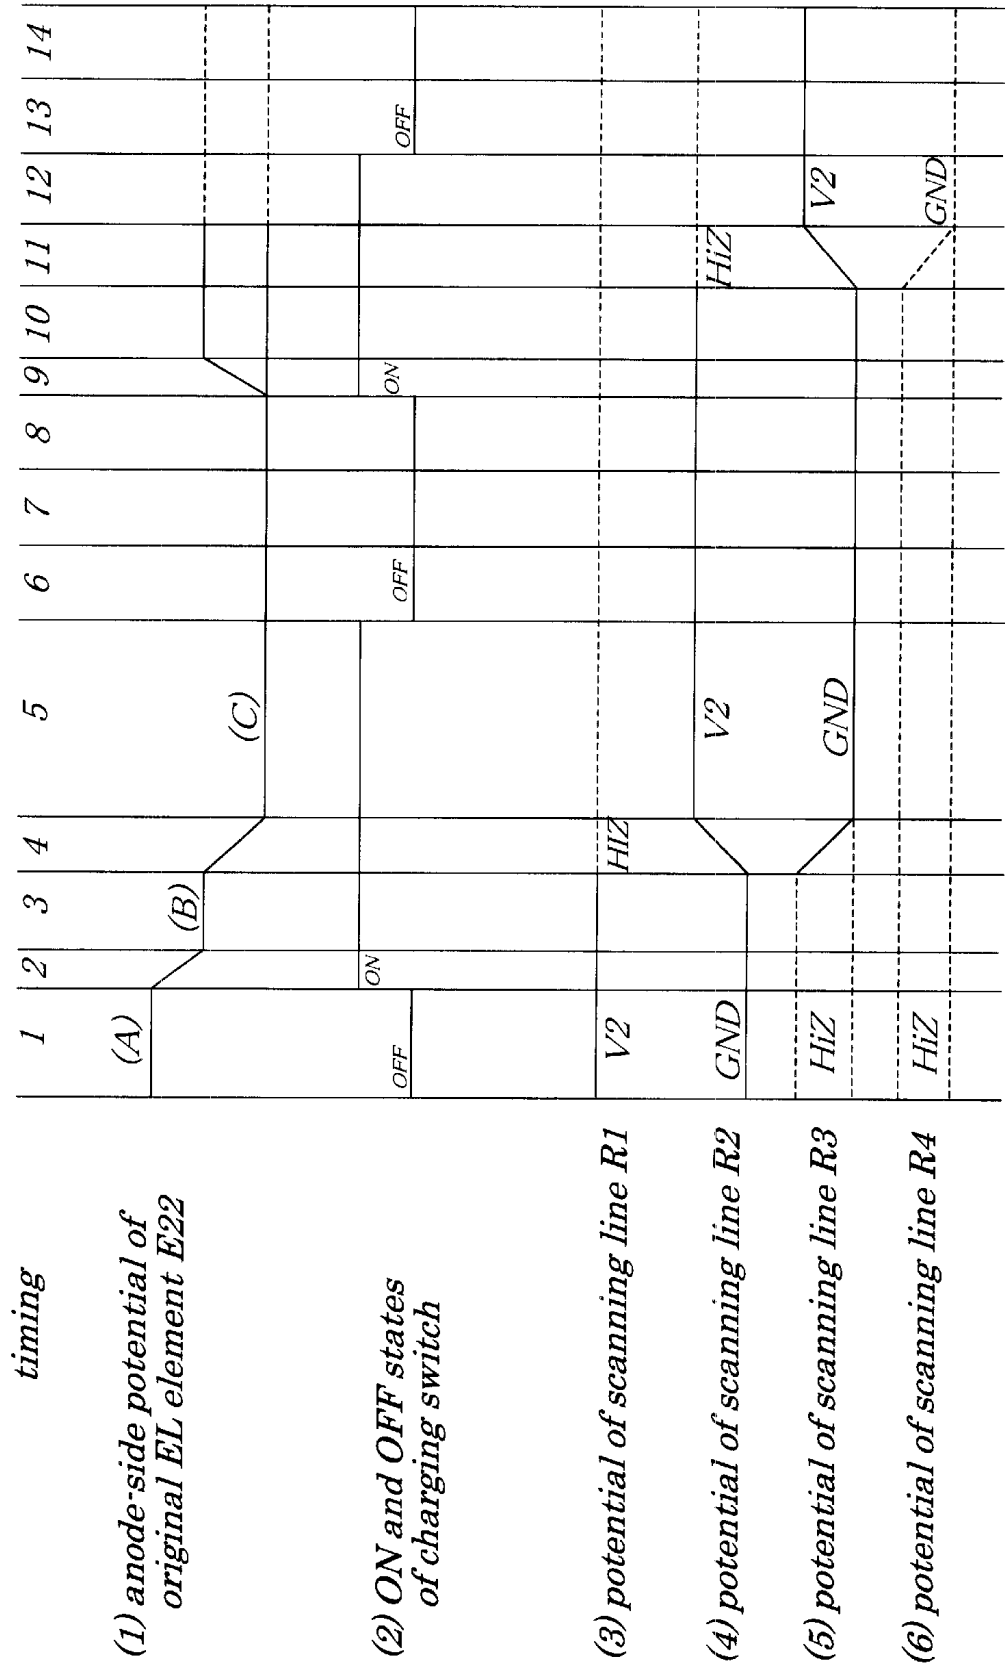 timing
1 2 3 4 5 6 7 8 9 10 11 12 13 14
(1) anode-side potential of
original EL element E22
(A)
(B)
(C)
(2) ON and OFF states
of charging switch
OFF
ON
OFF
ON
OFF
(3) potential of scanning line R1
V2
HIZ
(4) potential of scanning line R2
GND
V2
HiZ
(5) potential of scanning line R3
HiZ
GND
V2
(6) potential of scanning line R4
HiZ
GND